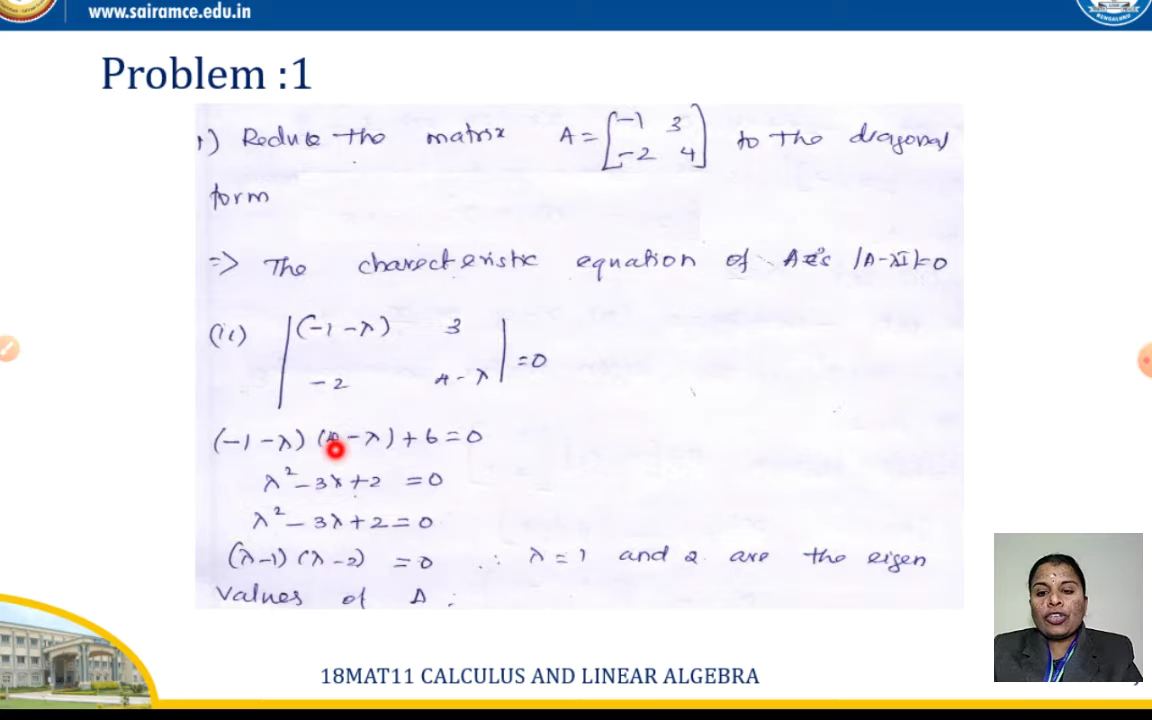 www.sairamce.edu.in
BENGALURU
Problem :1
1) Reduce the matrix A = [-1 3 -2 4] to the diagonal
form
=> The charecteristic equation of A is |A-λI|=0
(ie) |(-1-λ) 3
-2 4-λ| =0
(-1-λ) (4-λ)+6=0
λ²-3λ+2 =0
λ²-3λ+2=0
(λ-1) (λ-2) =0 ∴ λ=1 and 2 are the eigen
values of A.
18MAT11 CALCULUS AND LINEAR ALGEBRA